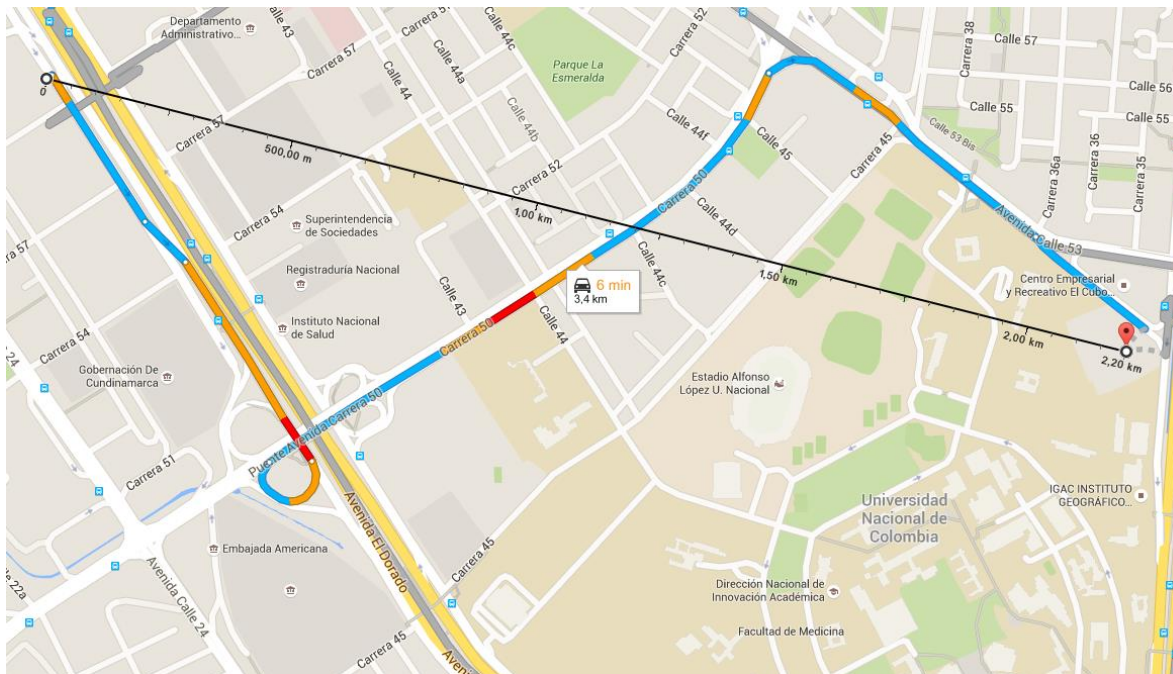 Departamento
Administrativo...
Calle 43
Carrera 57
Calle 44c
Carrera 52
Carrera 38
Calle 57
Calle 44a
Calle 44
Parque La
Esmeralda
Calle 56
Calle 55
Calle 55
0
Carrera 57
Calle 44b
Calle 44f
Calle 45
Carrera 45
Calle 53 Bis
Carrera 36a
Carrera 36
Carrera 35
500,00 m
Carrera 52
Carrera 50
1,00 km
Carrera 54
Superintendencia
de Sociedades
Calle 44d
Avenida Calle 53
Carrera 57
Registraduría Nacional
Calle 44c
1,50 km
Centro Empresarial
y Recreativo El Cubo...
6 min
3,4 km
Calle 43
Instituto Nacional
de Salud
Carrera 50
Calle 44
2,00 km
2,20 km
Carrera 54
24
Gobernación De
Cundinamarca
Estadio Alfonso
López U. Nacional
Puente Avenida Carrera 50
Carrera 51
Universidad
Nacional de
Colombia
IGAC INSTITUTO
GEOGRÁFICO...
Avenida El Dorado
Embajada Americana
Carrera 45
Avenida Calle 24
22a
Dirección Nacional de
Innovación Académica
Facultad de Medicina
Carrera 45